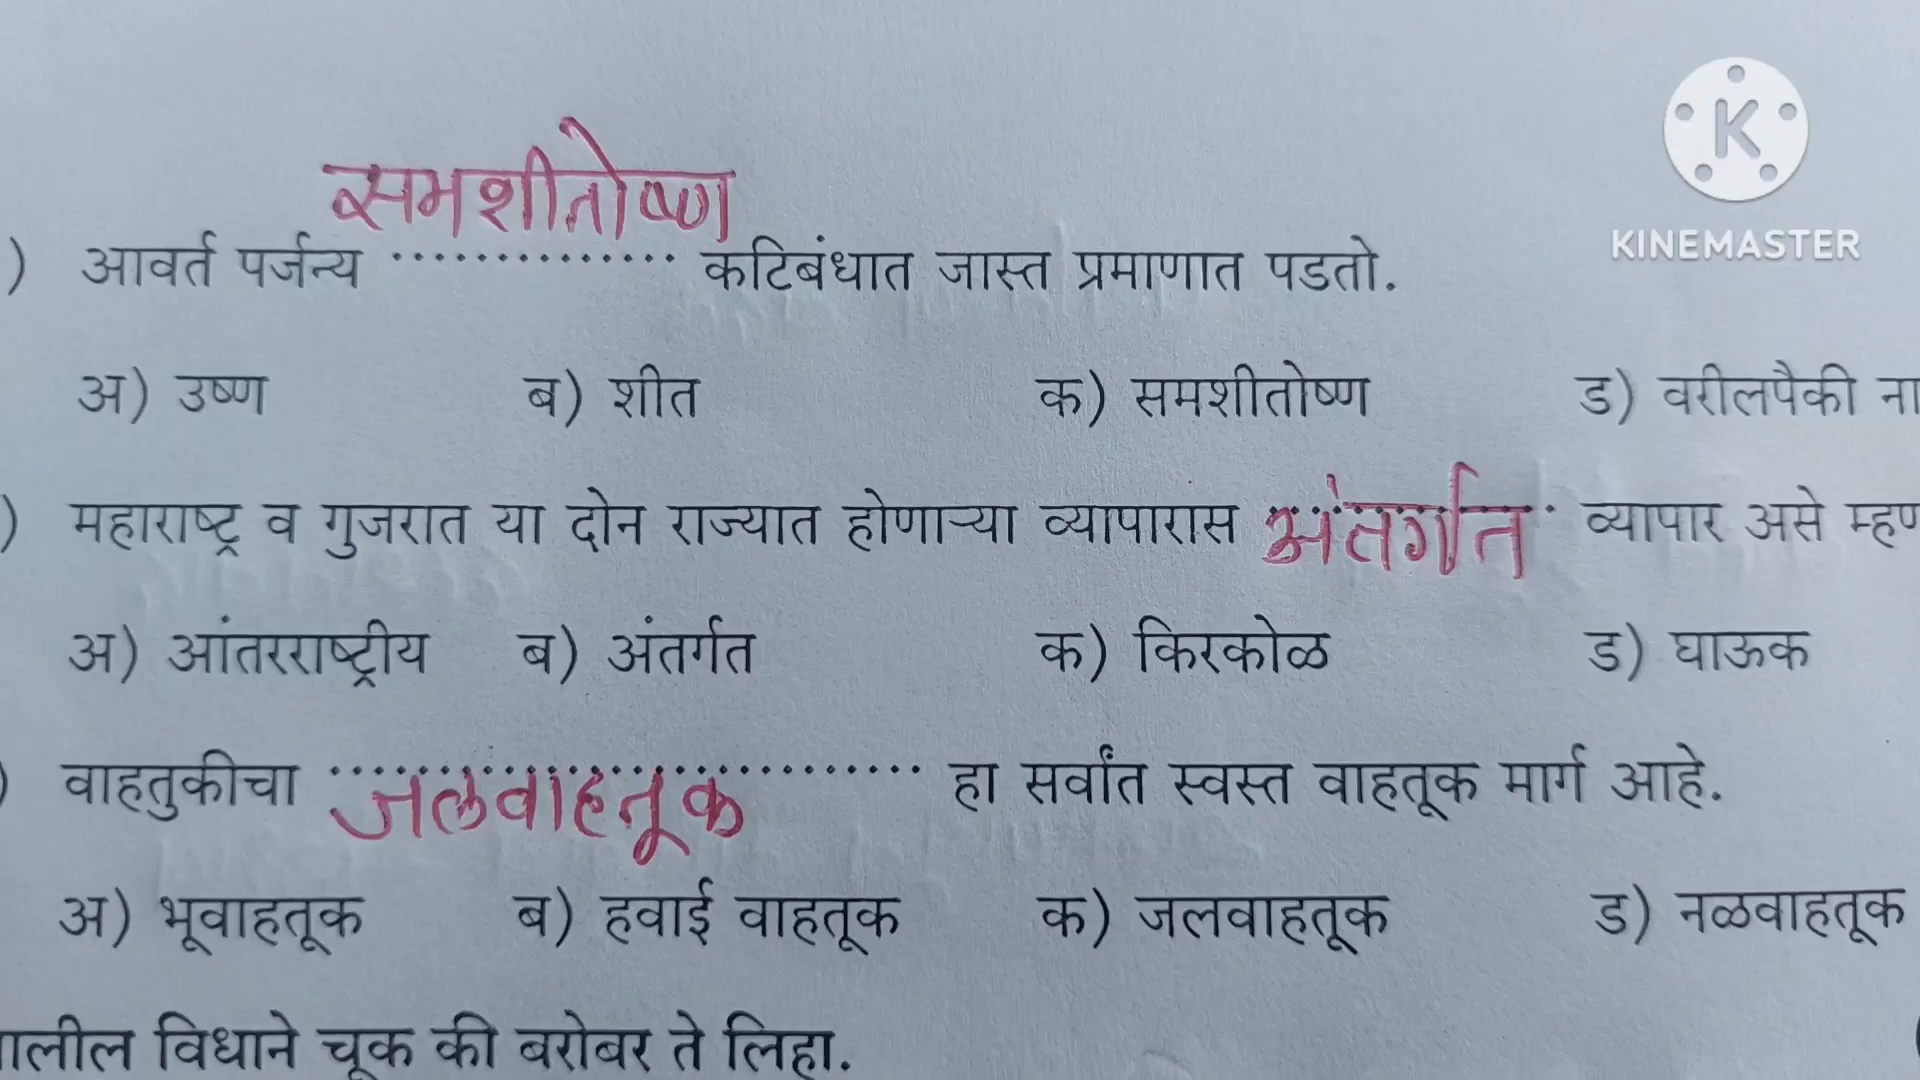 KINEMASTER
समशीतोष्ण
) आवर्त पर्जन्य .............. कटिबंधात जास्त प्रमाणात पडतो.
अ) उष्ण ब) शीत क) समशीतोष्ण ड) वरीलपैकी ना
) महाराष्ट्र व गुजरात या दोन राज्यात होणाऱ्या व्यापारास अंतर्गत व्यापार असे म्हण
अ) आंतरराष्ट्रीय ब) अंतर्गत क) किरकोळ ड) घाऊक
) वाहतुकीचा ....................... हा सर्वांत स्वस्त वाहतूक मार्ग आहे.
जलवाहतूक
अ) भूवाहतूक ब) हवाई वाहतूक क) जलवाहतूक ड) नळवाहतूक
ालील विधाने चूक की बरोबर ते लिहा.